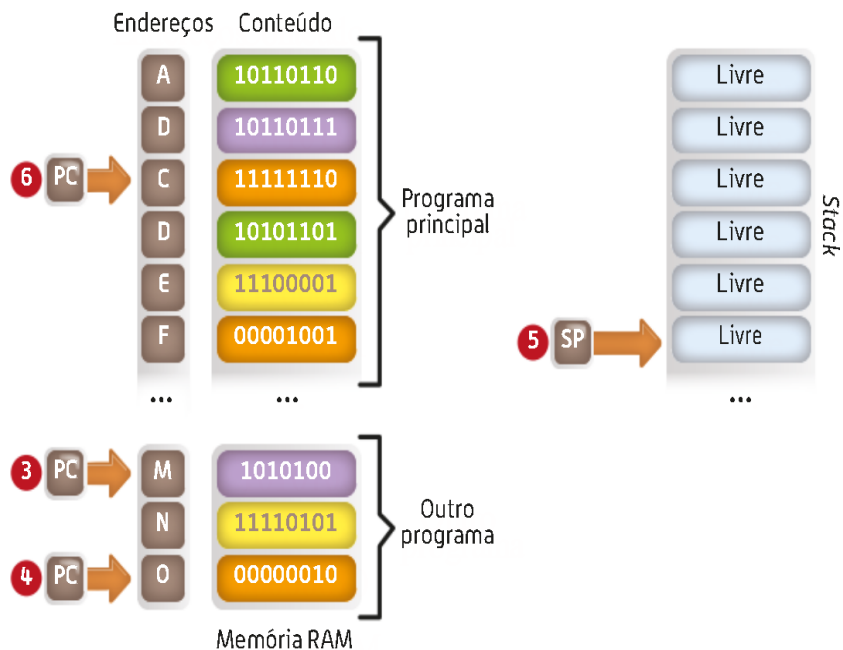 Endereços Conteúdo
A 10110110 Livre
D 10110111 Livre
6 PC C 11111110 Livre
Programa
principal
D 10101101 Livre
Stack
E 11100001 Livre
F 00001001 5 SP Livre
... ... ...
3 PC M 1010100
N 11110101
Outro
programa
4 PC O 00000010
Memória RAM